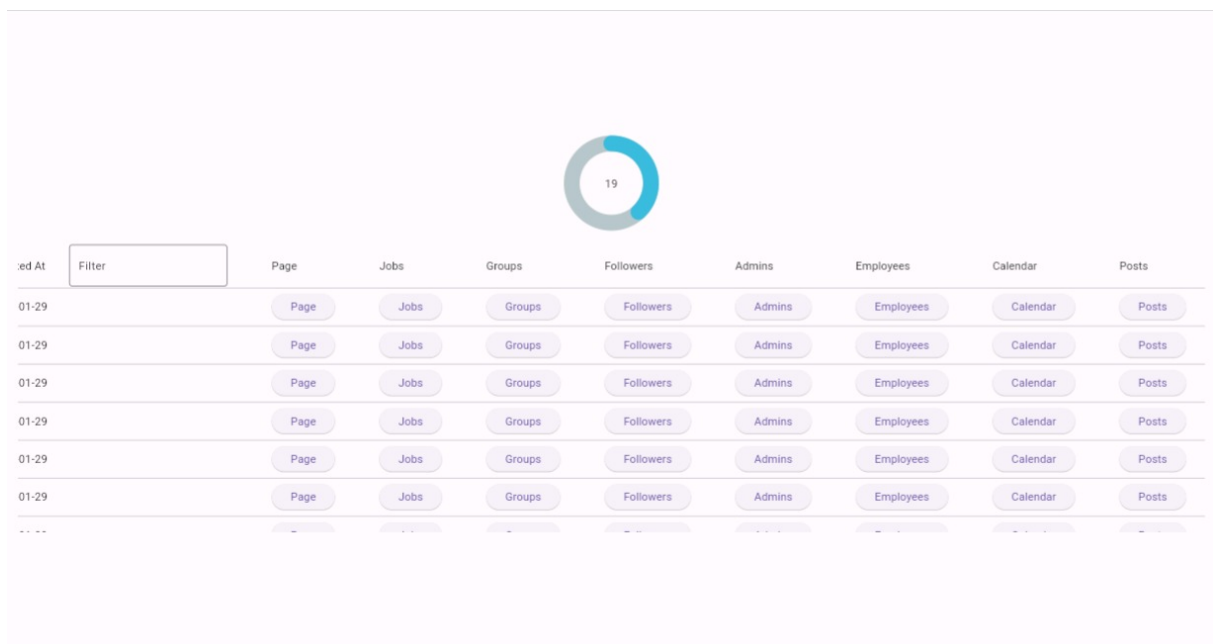 19
ed At Filter Page Jobs Groups Followers Admins Employees Calendar Posts
01-29 Page Jobs Groups Followers Admins Employees Calendar Posts
01-29 Page Jobs Groups Followers Admins Employees Calendar Posts
01-29 Page Jobs Groups Followers Admins Employees Calendar Posts
01-29 Page Jobs Groups Followers Admins Employees Calendar Posts
01-29 Page Jobs Groups Followers Admins Employees Calendar Posts
01-29 Page Jobs Groups Followers Admins Employees Calendar Posts